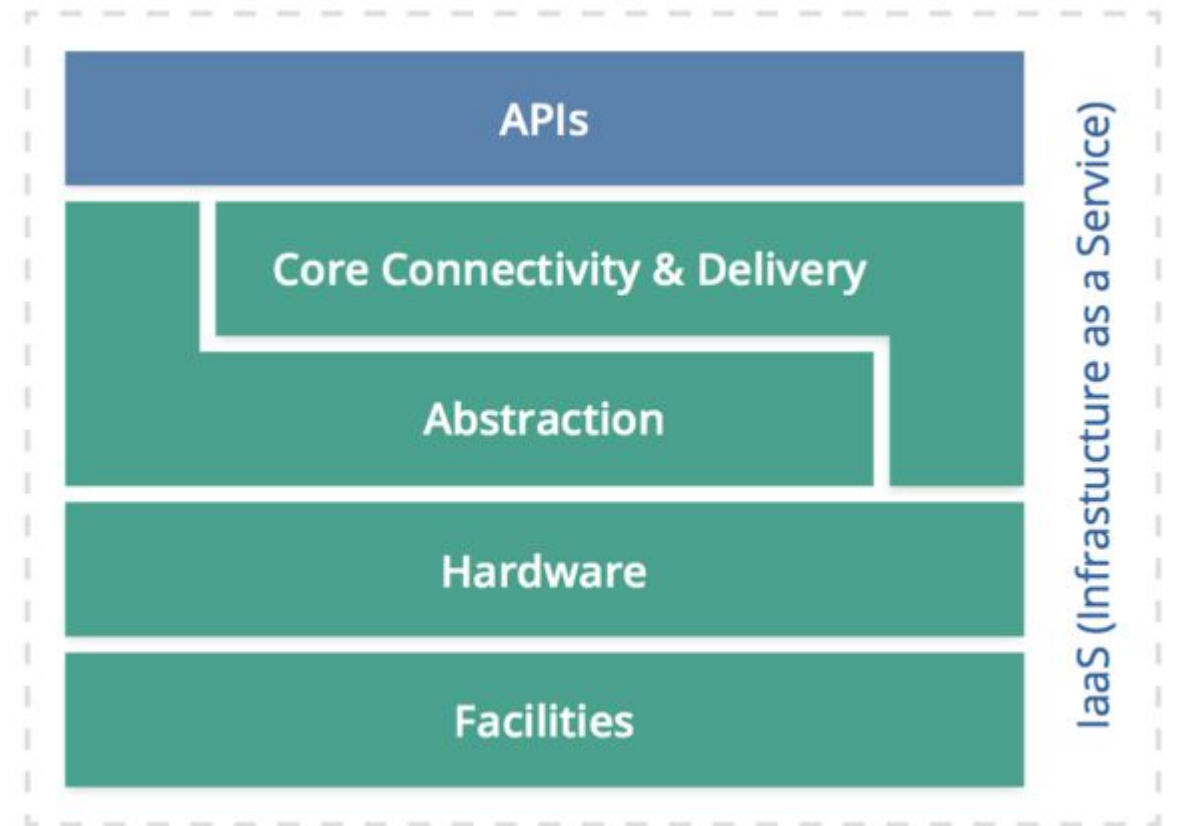 APIs
Core Connectivity & Delivery
Abstraction
Hardware
Facilities
IaaS (Infrastucture as a Service)